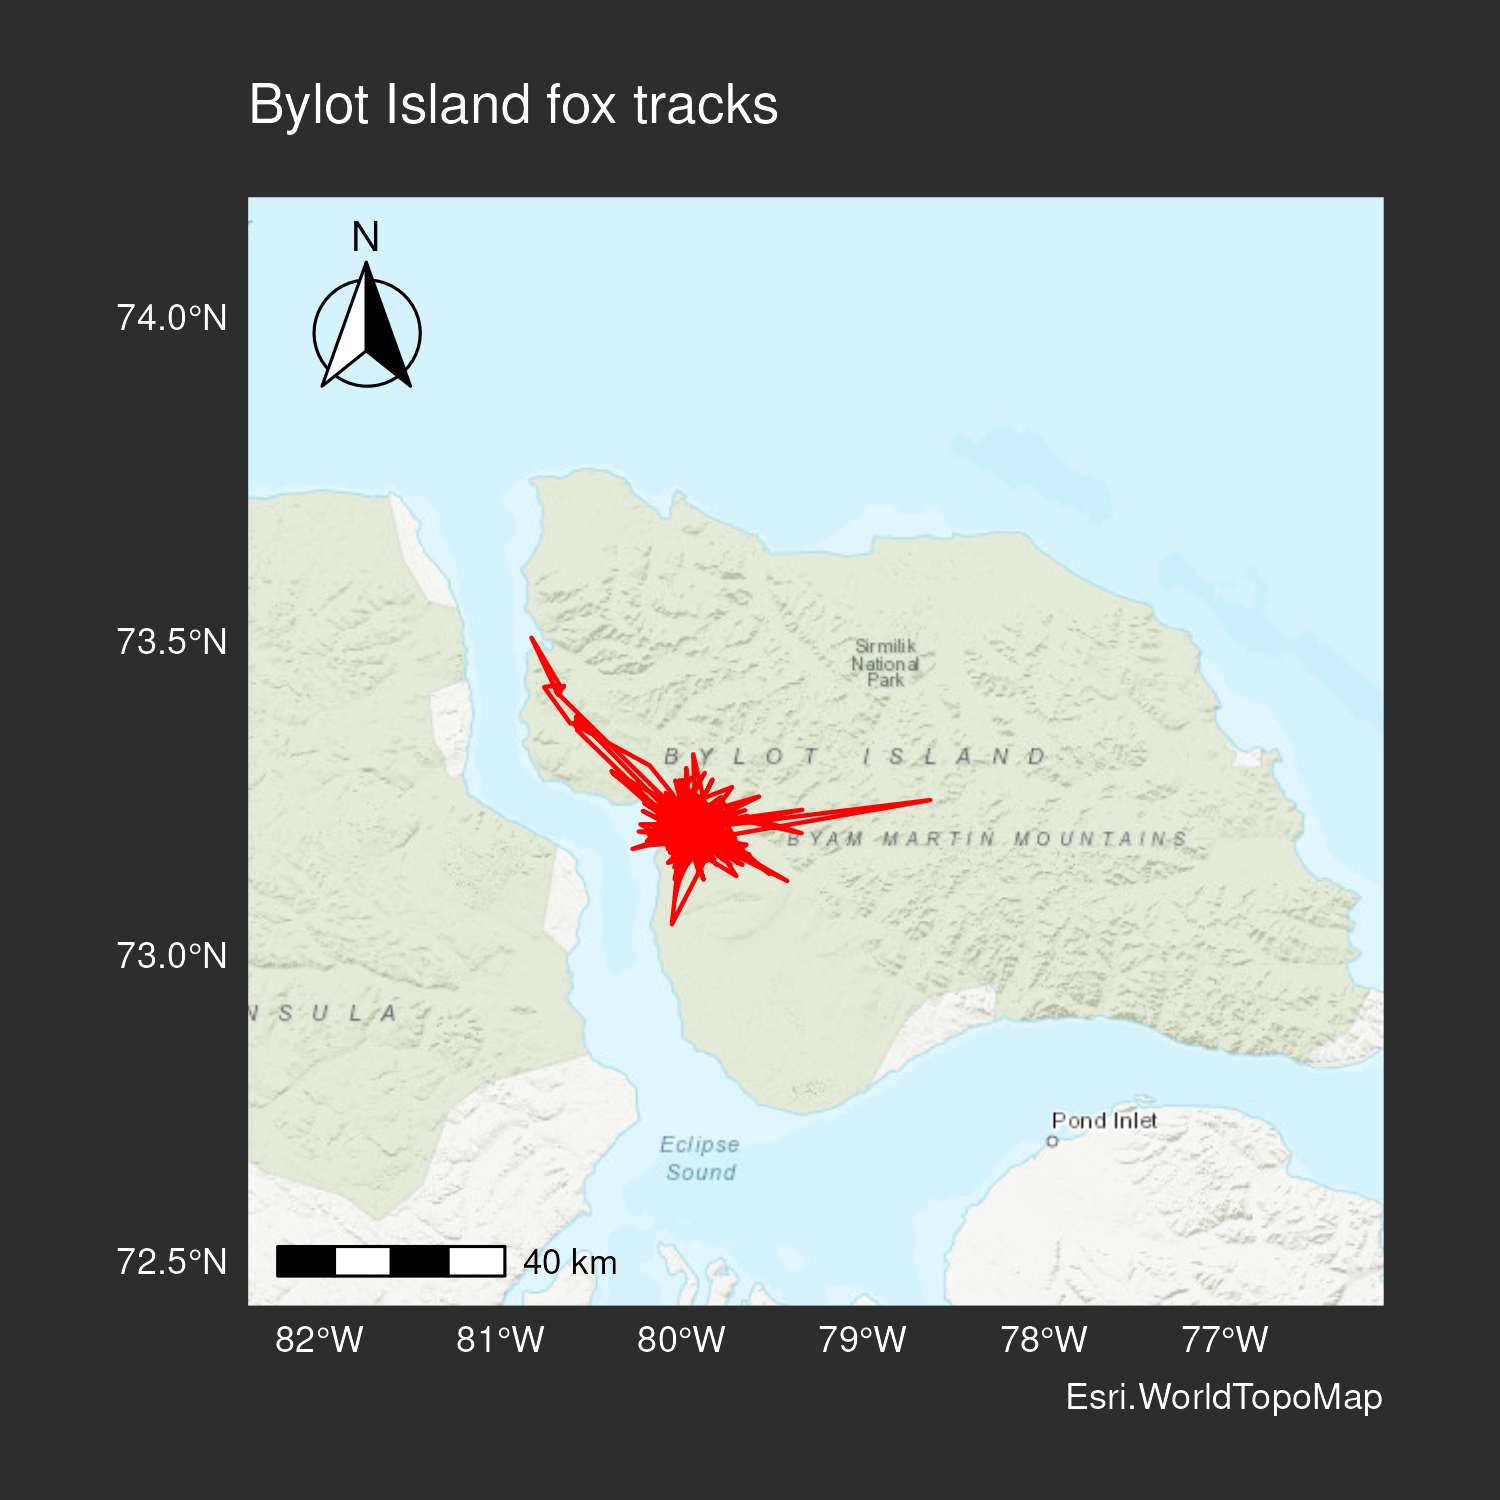 Bylot Island fox tracks
N
74.0°N
73.5°N
Sirmilik
National
Park
BYLOT ISLAND
BYAM MARTIN MOUNTAINS
73.0°N
NSULA
Pond Inlet
Eclipse
Sound
72.5°N
40 km
82°W 81°W 80°W 79°W 78°W 77°W
Esri.WorldTopoMap